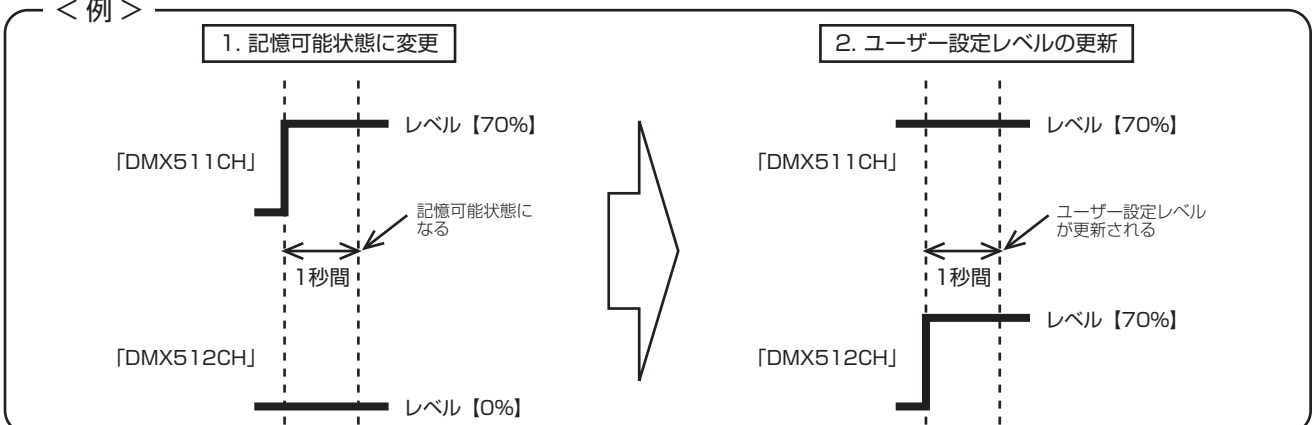 ＜例＞
1. 記憶可能状態に変更
レベル【70%】
「DMX511CH」
記憶可能状態に
なる
1秒間
「DMX512CH」
レベル【0%】
2. ユーザー設定レベルの更新
レベル【70%】
「DMX511CH」
ユーザー設定レベル
が更新される
1秒間
レベル【70%】
「DMX512CH」